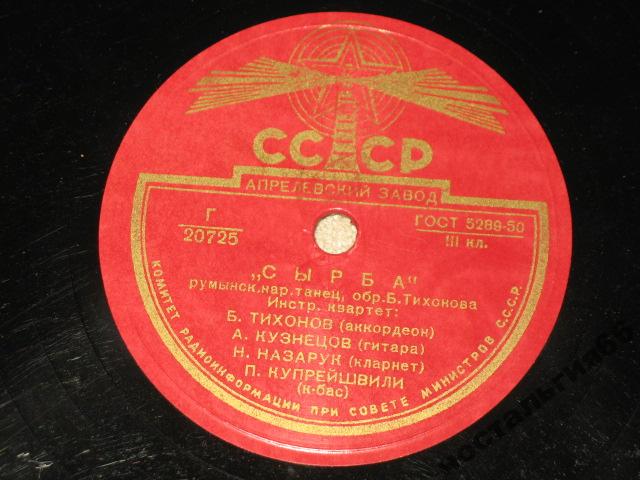 СССР
АПРЕЛЕВСКИЙ ЗАВОД
Г
20725
ГОСТ 5289-50
III кл.
„СЫРБА"
румынск.нар.танец, обр.Б.Тихонова
Инстр. квартет:
Б. ТИХОНОВ (аккордеон)
А. КУЗНЕЦОВ (гитара)
Н. НАЗАРУК (кларнет)
П. КУПРЕЙШВИЛИ
(к-бас)
КОМИТЕТ РАДИОИНФОРМАЦИИ ПРИ СОВЕТЕ МИНИСТРОВ С.С.С.Р.
ностальгия65